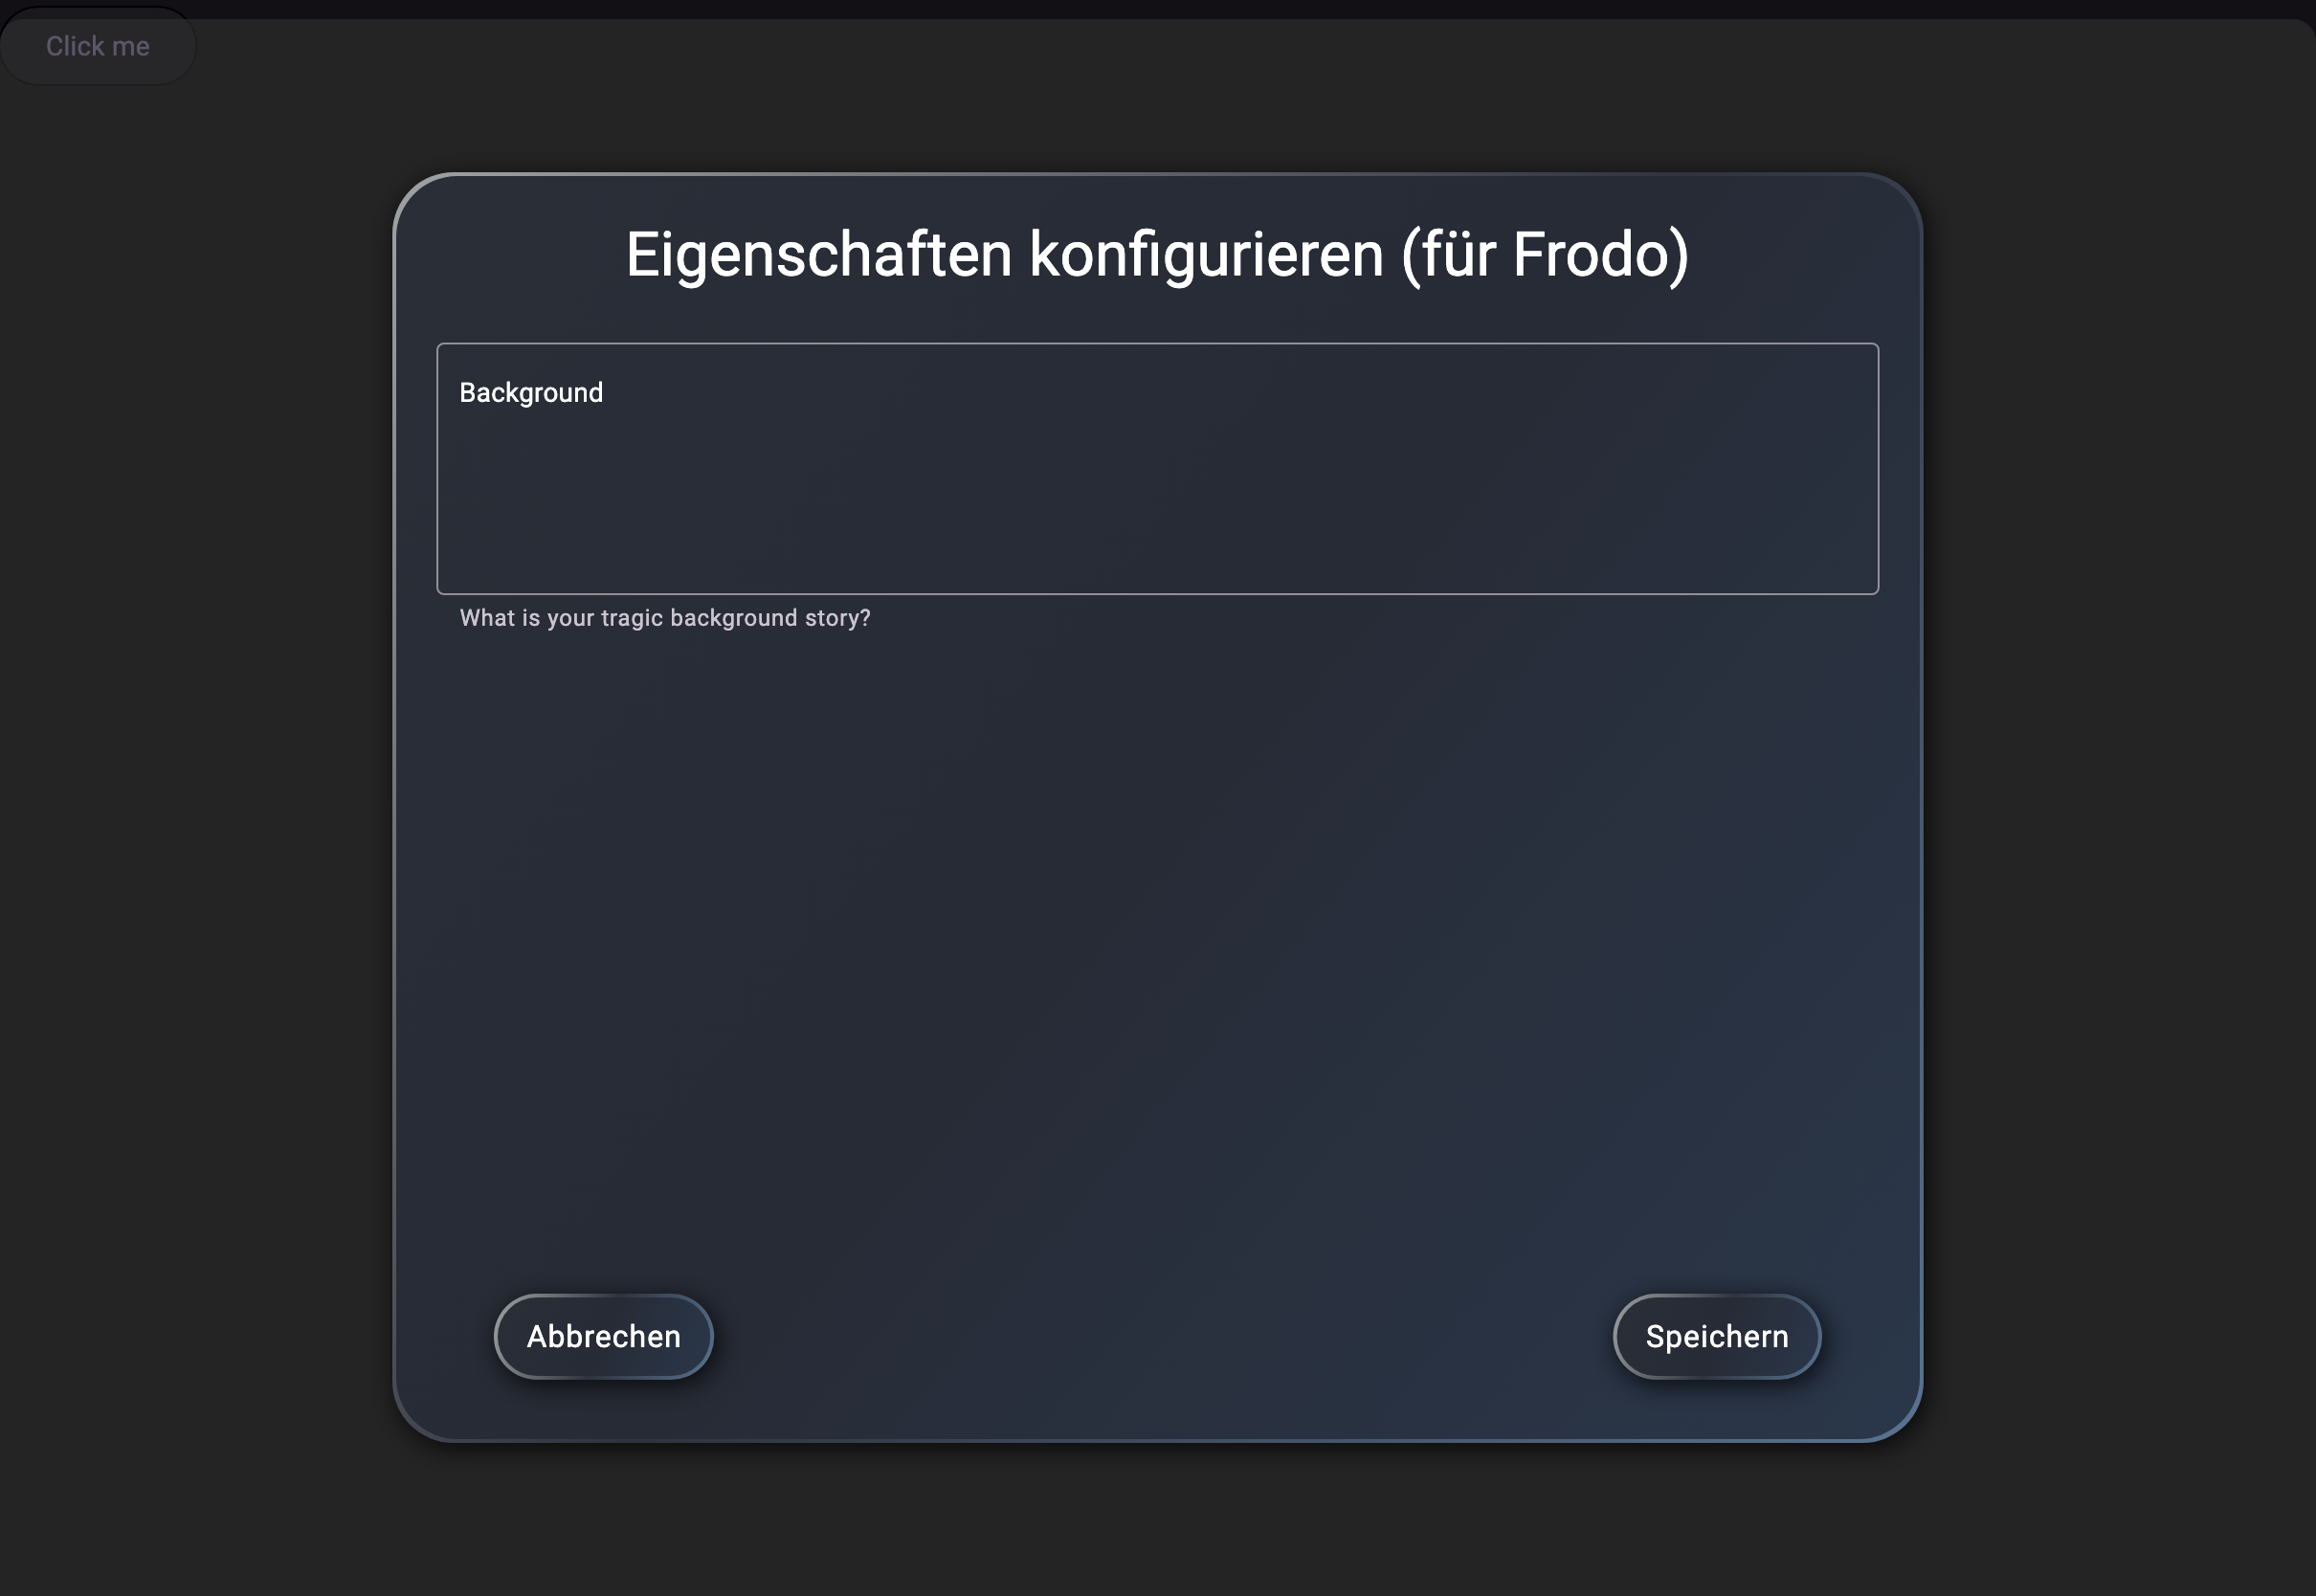 Click me
Eigenschaften konfigurieren (für Frodo)
Background
What is your tragic background story?
Abbrechen
Speichern